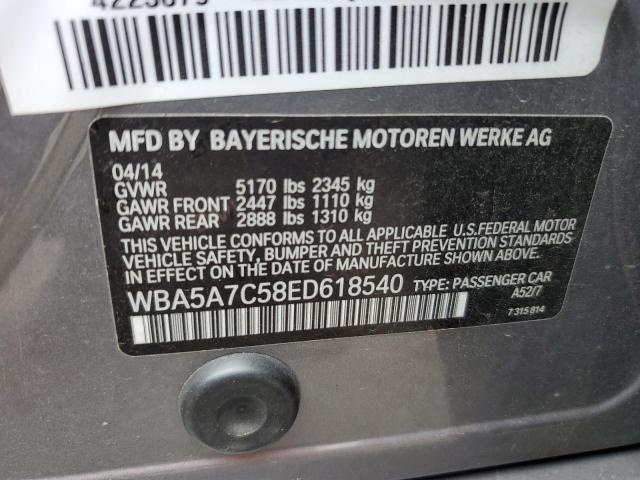 MFD BY BAYERISCHE MOTOREN WERKE AG
04/14
GVWR 5170 lbs 2345 kg
GAWR FRONT 2447 lbs 1110 kg
GAWR REAR 2888 lbs 1310 kg
THIS VEHICLE CONFORMS TO ALL APPLICABLE U.S.FEDERAL MOTOR
VEHICLE SAFETY, BUMPER AND THEFT PREVENTION STANDARDS
IN EFFECT ON THE DATE OF MANUFACTURE SHOWN ABOVE.
WBA5A7C58ED618540 TYPE: PASSENGER CAR
A52/7
7 315 814